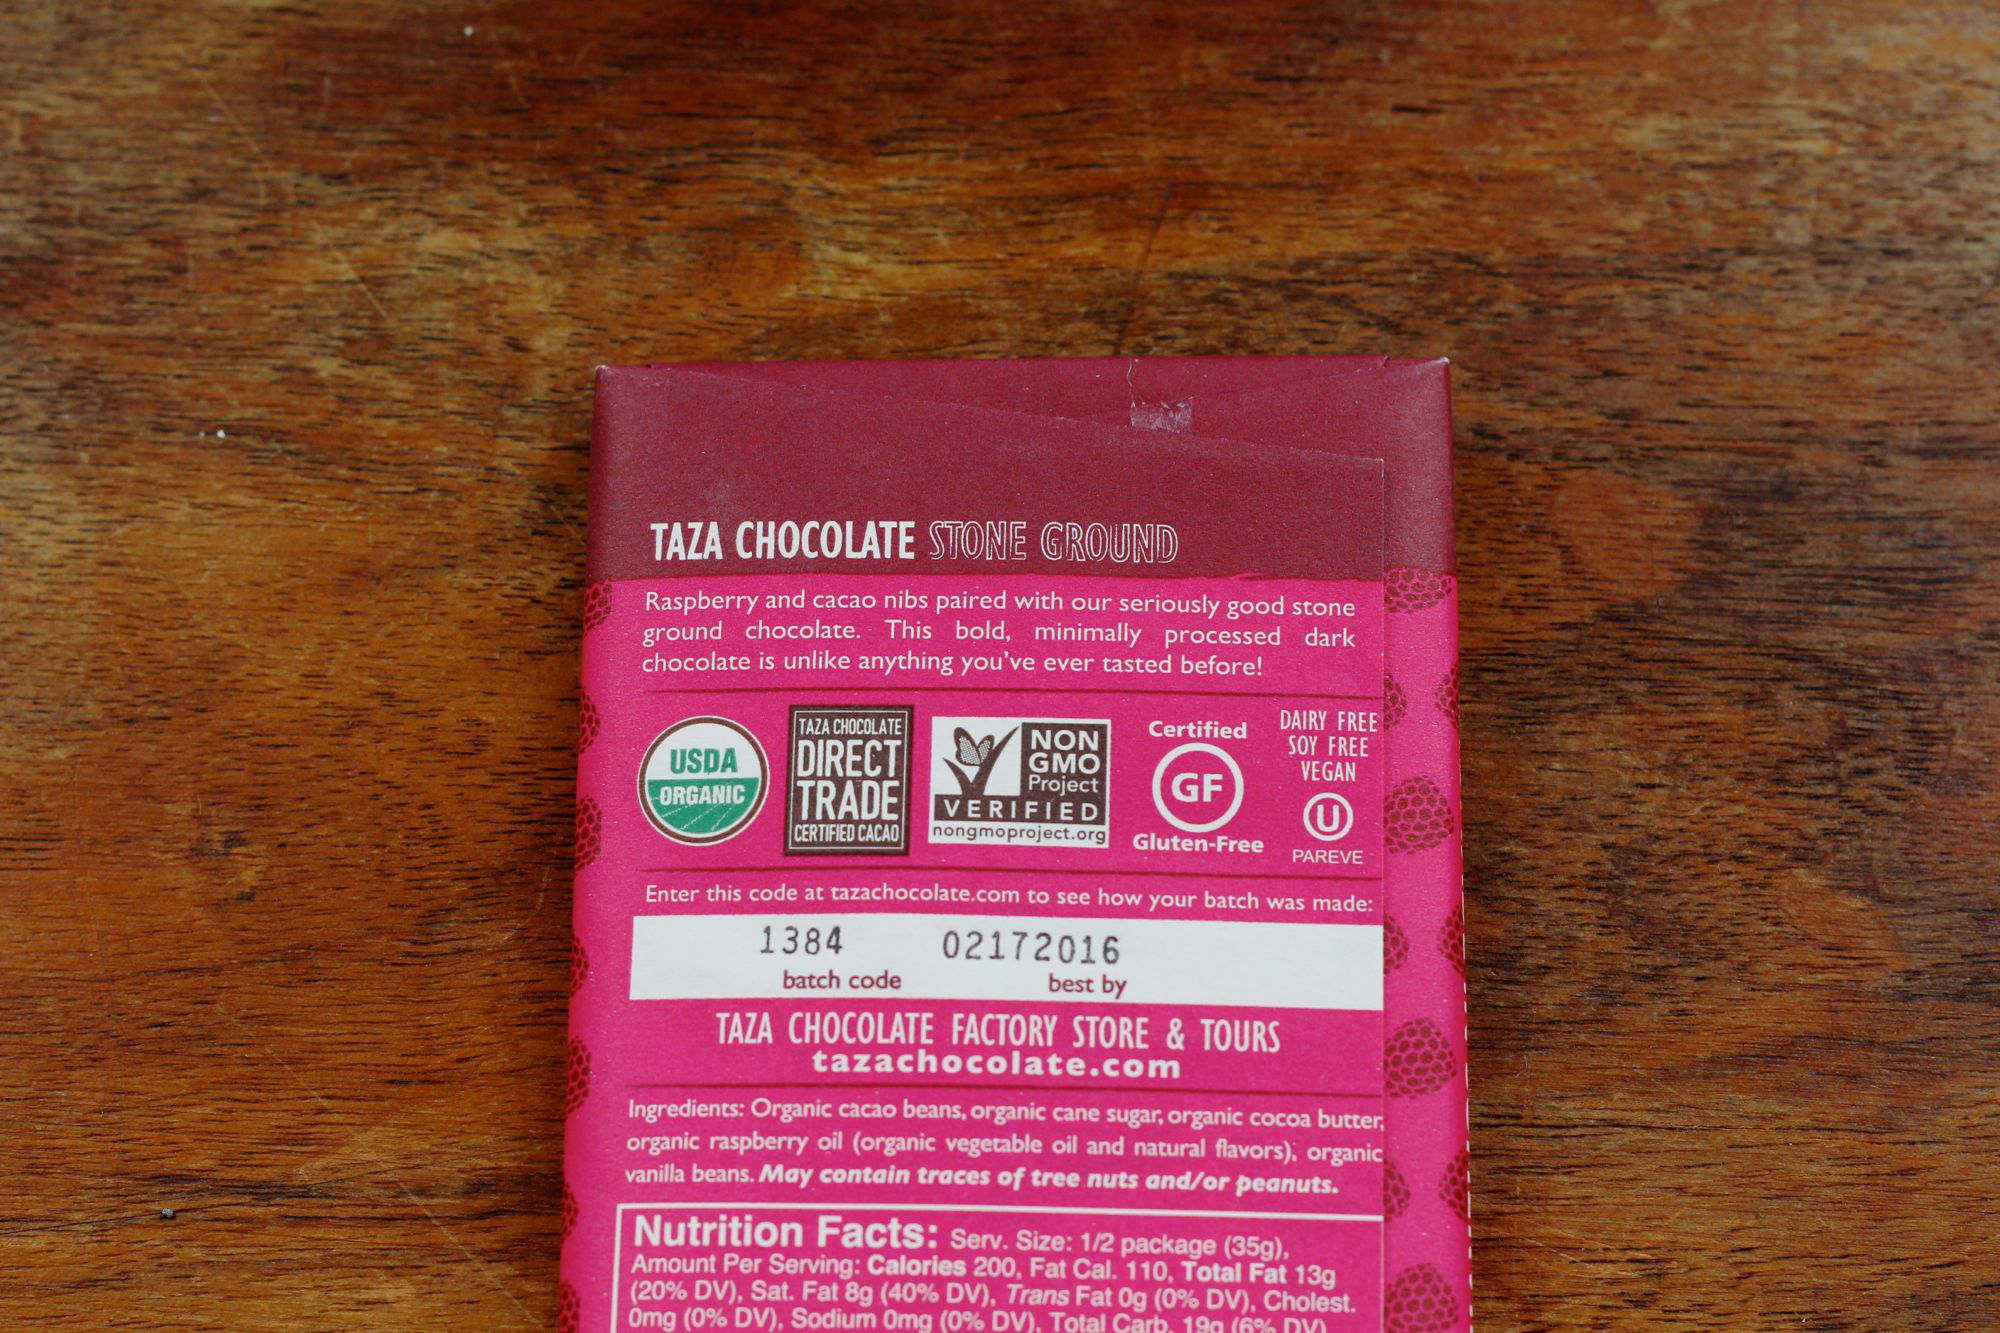 TAZA CHOCOLATE STONE GROUND
Raspberry and cacao nibs paired with our seriously good stone
ground chocolate. This bold, minimally processed dark
chocolate is unlike anything you've ever tasted before!
USDA
ORGANIC
TAZA CHOCOLATE
DIRECT
TRADE
CERTIFIED CACAO
NON
GMO
Project
VERIFIED
nongmoproject.org
Certified
GF
Gluten-Free
DAIRY FREE
SOY FREE
VEGAN
U
PAREVE
Enter this code at tazachocolate.com to see how your batch was made:
1384 02172016
batch code best by
TAZA CHOCOLATE FACTORY STORE & TOURS
tazachocolate.com
Ingredients: Organic cacao beans, organic cane sugar, organic cocoa butter,
organic raspberry oil (organic vegetable oil and natural flavors), organic
vanilla beans. May contain traces of tree nuts and/or peanuts.
Nutrition Facts: Serv. Size: 1/2 package (35g),
Amount Per Serving: Calories 200, Fat Cal. 110, Total Fat 13g
(20% DV), Sat. Fat 8g (40% DV), Trans Fat 0g (0% DV), Cholest.
0mg (0% DV), Sodium 0mg (0% DV), Total Carb. 19g (6% DV)